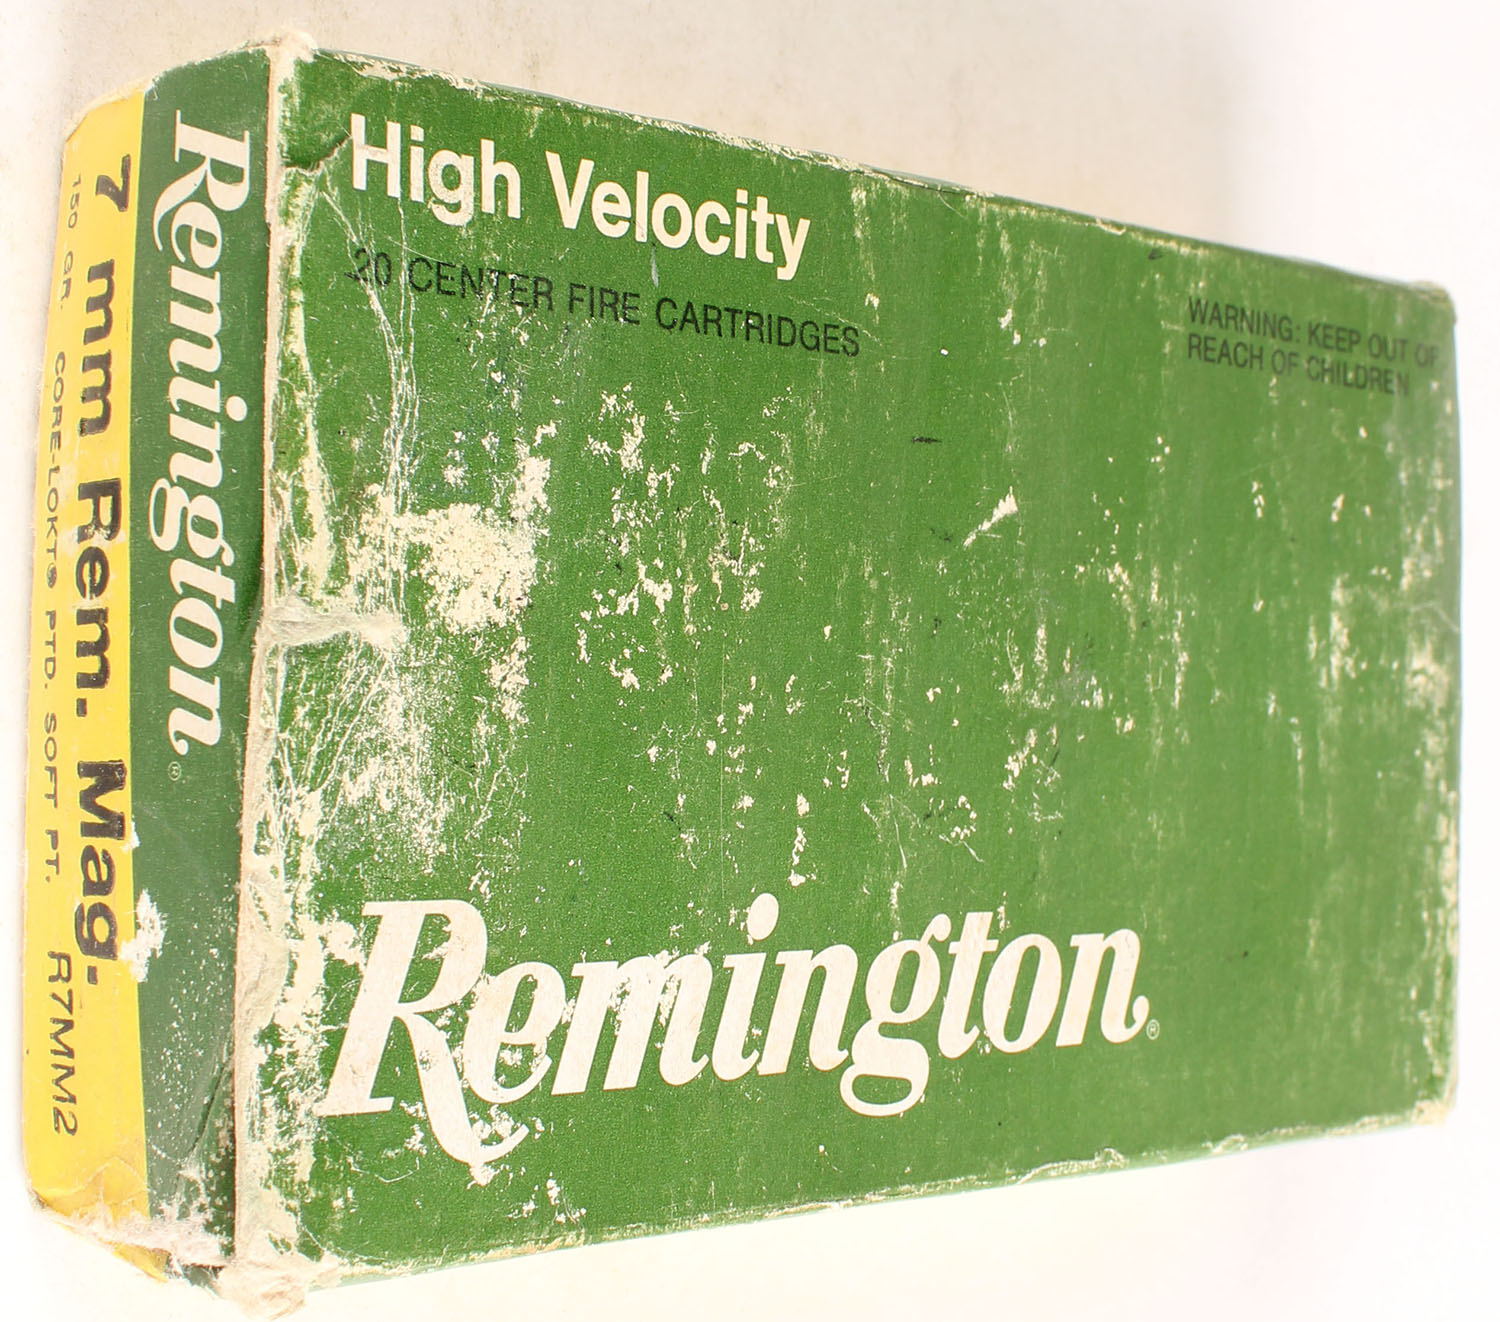 High Velocity
20 CENTER FIRE CARTRIDGES
WARNING: KEEP OUT OF
REACH OF CHILDREN
Remington®
Remington®
7 mm Rem. Mag.
150 GR. CORE-LOKT® PTD. SOFT PT. R7MM2